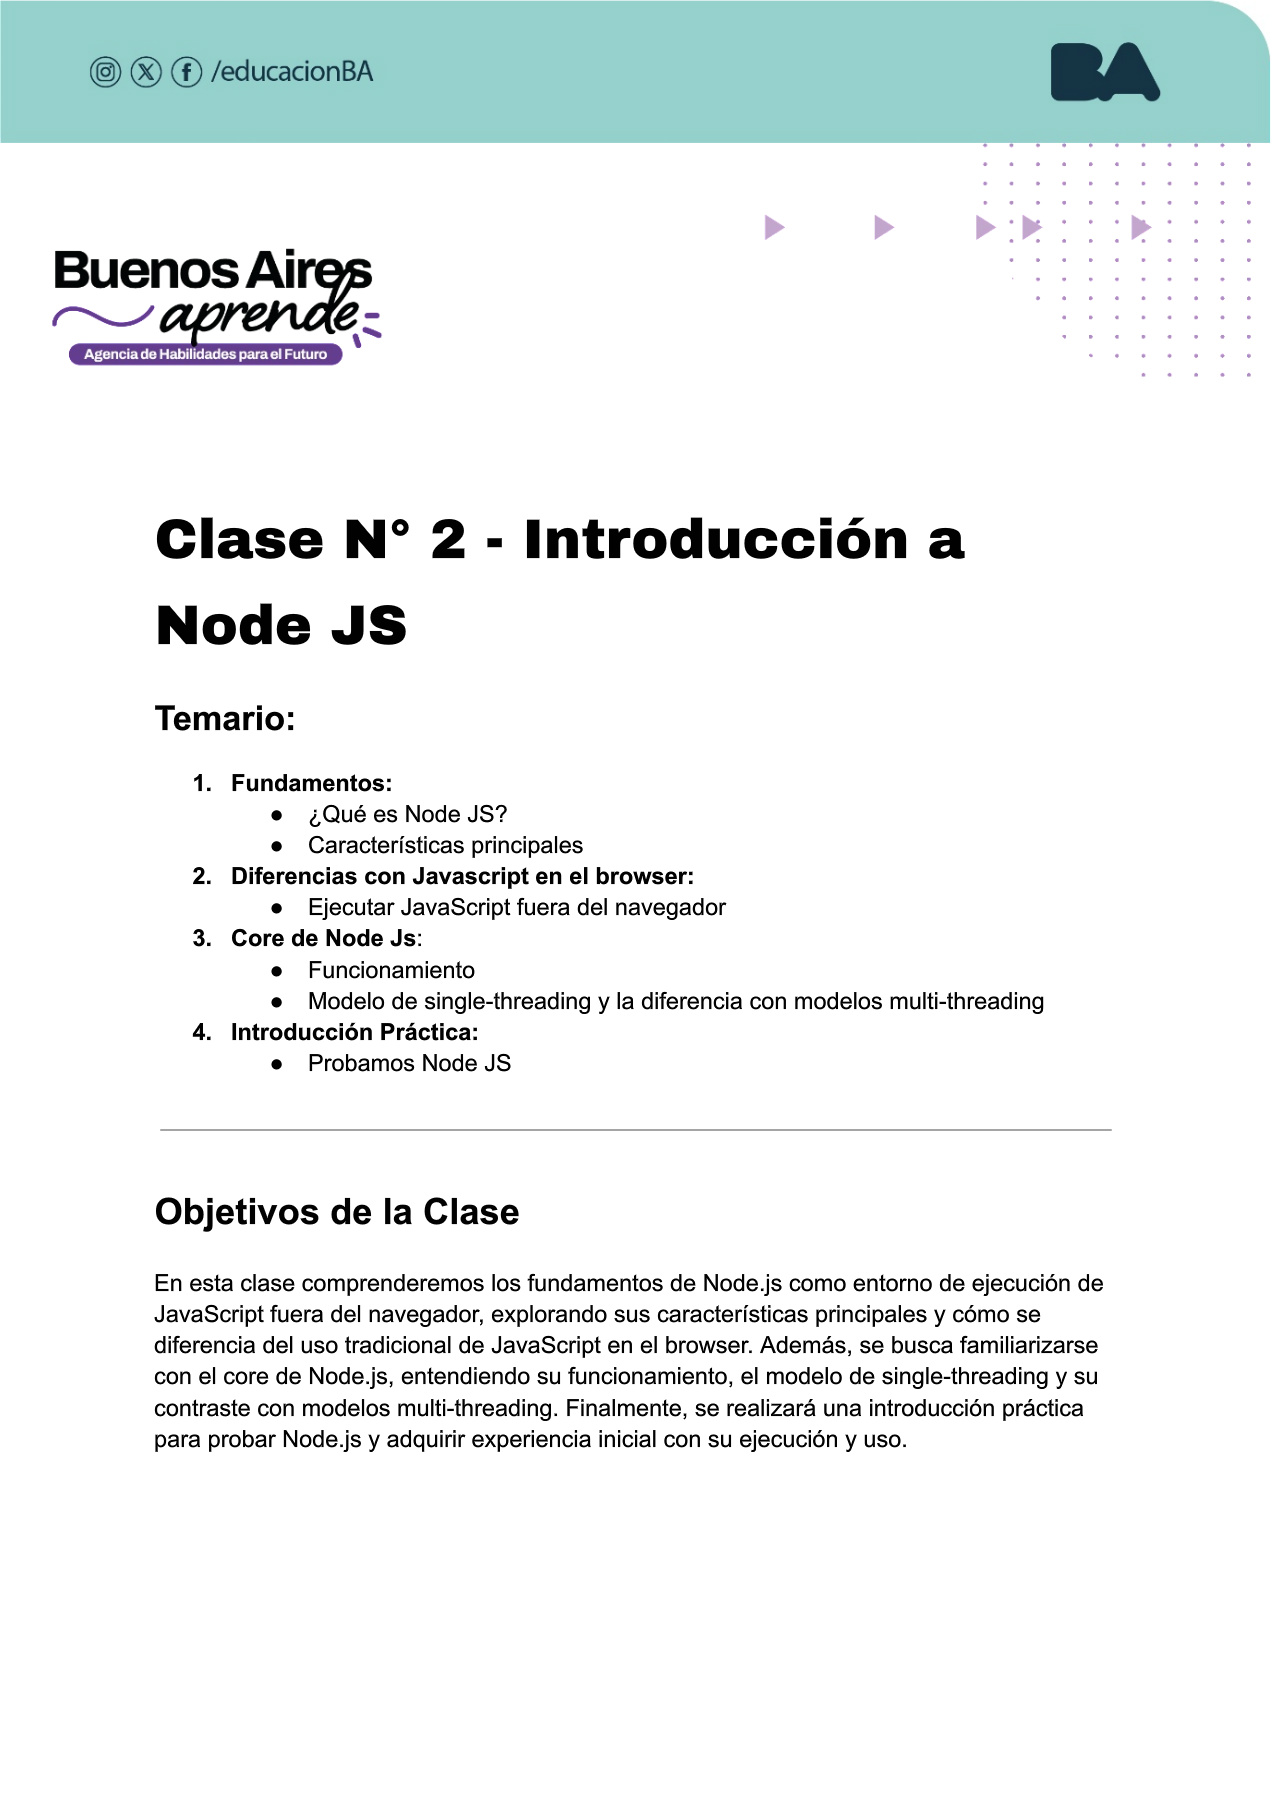 /educacionBA
BA
Buenos Aires
aprende
Agencia de Habilidades para el Futuro
Clase N° 2 - Introducción a
Node JS
Temario:
1. Fundamentos:
● ¿Qué es Node JS?
● Características principales
2. Diferencias con Javascript en el browser:
● Ejecutar JavaScript fuera del navegador
3. Core de Node Js:
● Funcionamiento
● Modelo de single-threading y la diferencia con modelos multi-threading
4. Introducción Práctica:
● Probamos Node JS
Objetivos de la Clase
En esta clase comprenderemos los fundamentos de Node.js como entorno de ejecución de
JavaScript fuera del navegador, explorando sus características principales y cómo se
diferencia del uso tradicional de JavaScript en el browser. Además, se busca familiarizarse
con el core de Node.js, entendiendo su funcionamiento, el modelo de single-threading y su
contraste con modelos multi-threading. Finalmente, se realizará una introducción práctica
para probar Node.js y adquirir experiencia inicial con su ejecución y uso.